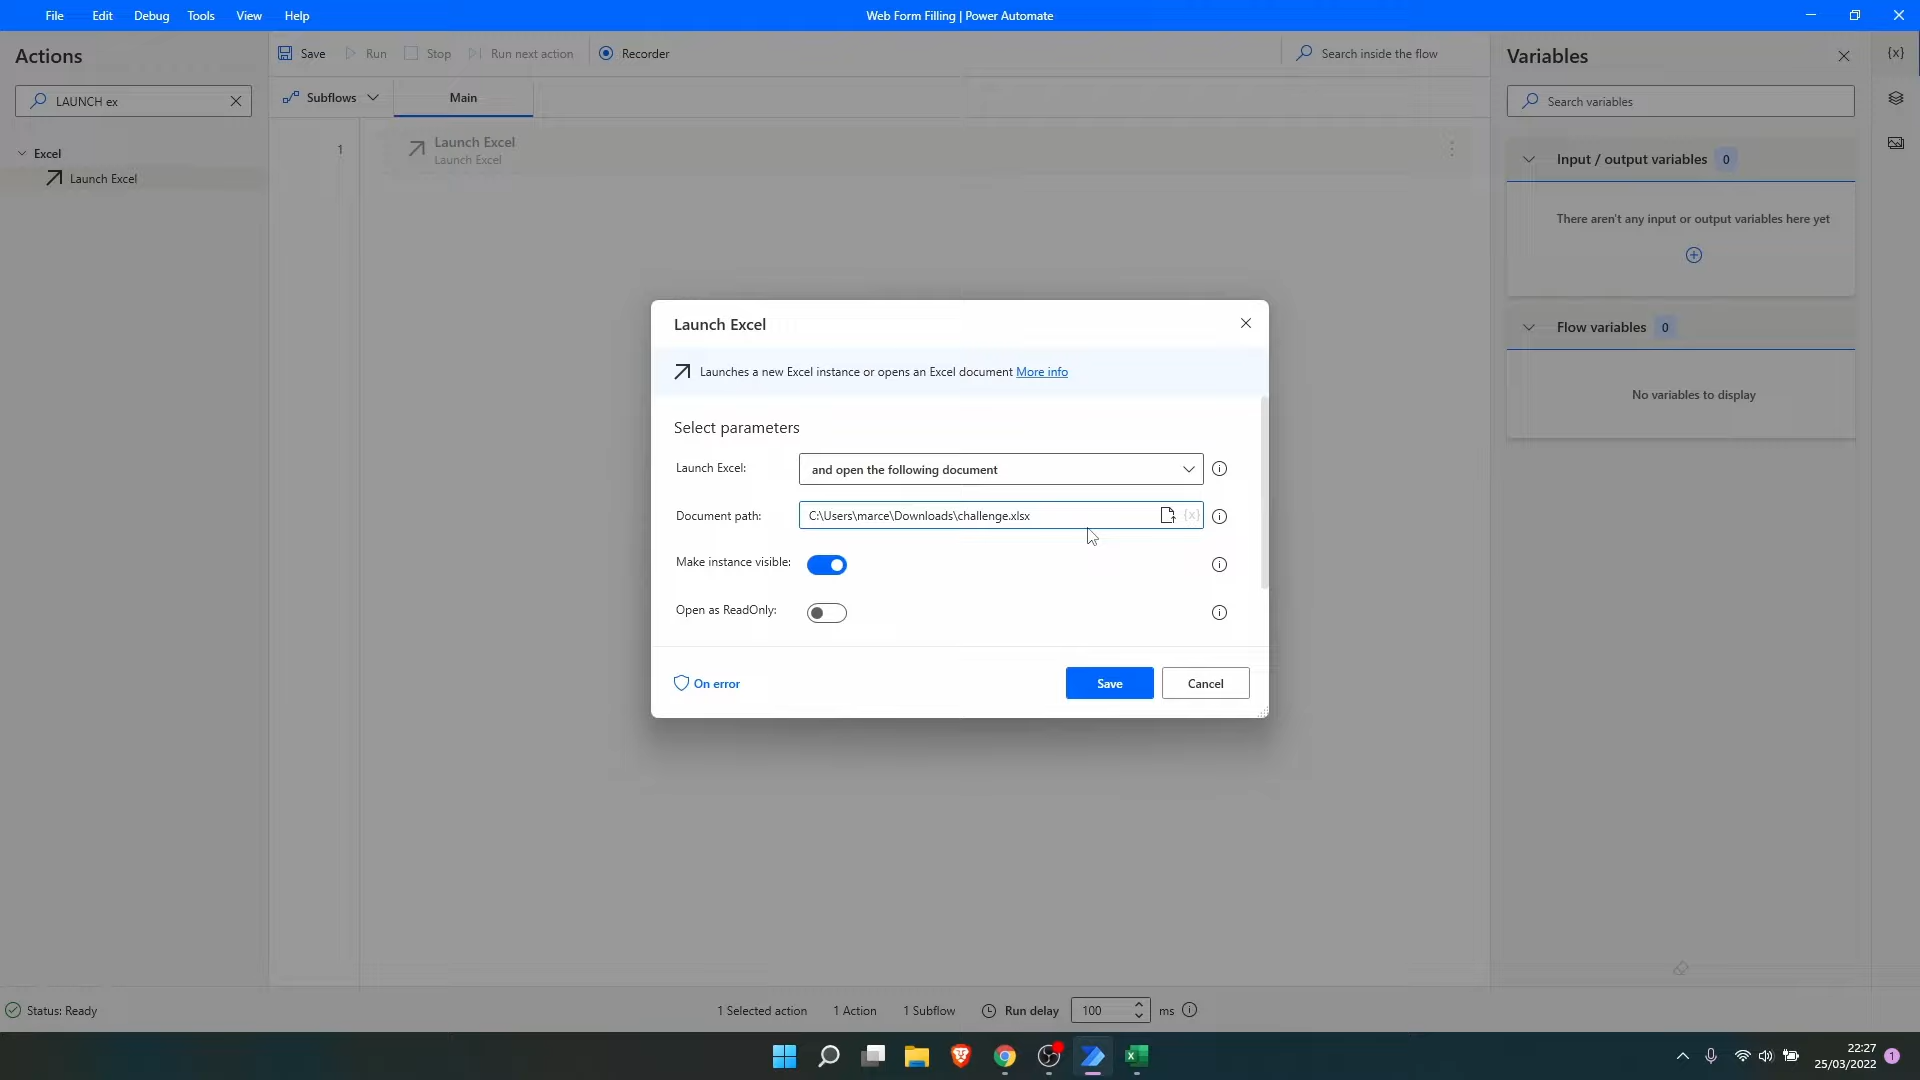 File Edit Debug Tools View Help
Web Form Filling | Power Automate
Actions
LAUNCH ex
Excel
Launch Excel
Save Run Stop Run next action Recorder
Search inside the flow
Subflows Main
1
Launch Excel
Launch Excel
Variables
{x}
Search variables
Input / output variables 0
There aren't any input or output variables here yet
Flow variables 0
No variables to display
Launch Excel
Launches a new Excel instance or opens an Excel document More info
Select parameters
Launch Excel: and open the following document
Document path: C:\Users\marce\Downloads\challenge.xlsx {x}
Make instance visible:
Open as ReadOnly:
On error Save Cancel
Status: Ready 1 Selected action 1 Action 1 Subflow Run delay 100 ms
22:27
25/03/2022 1